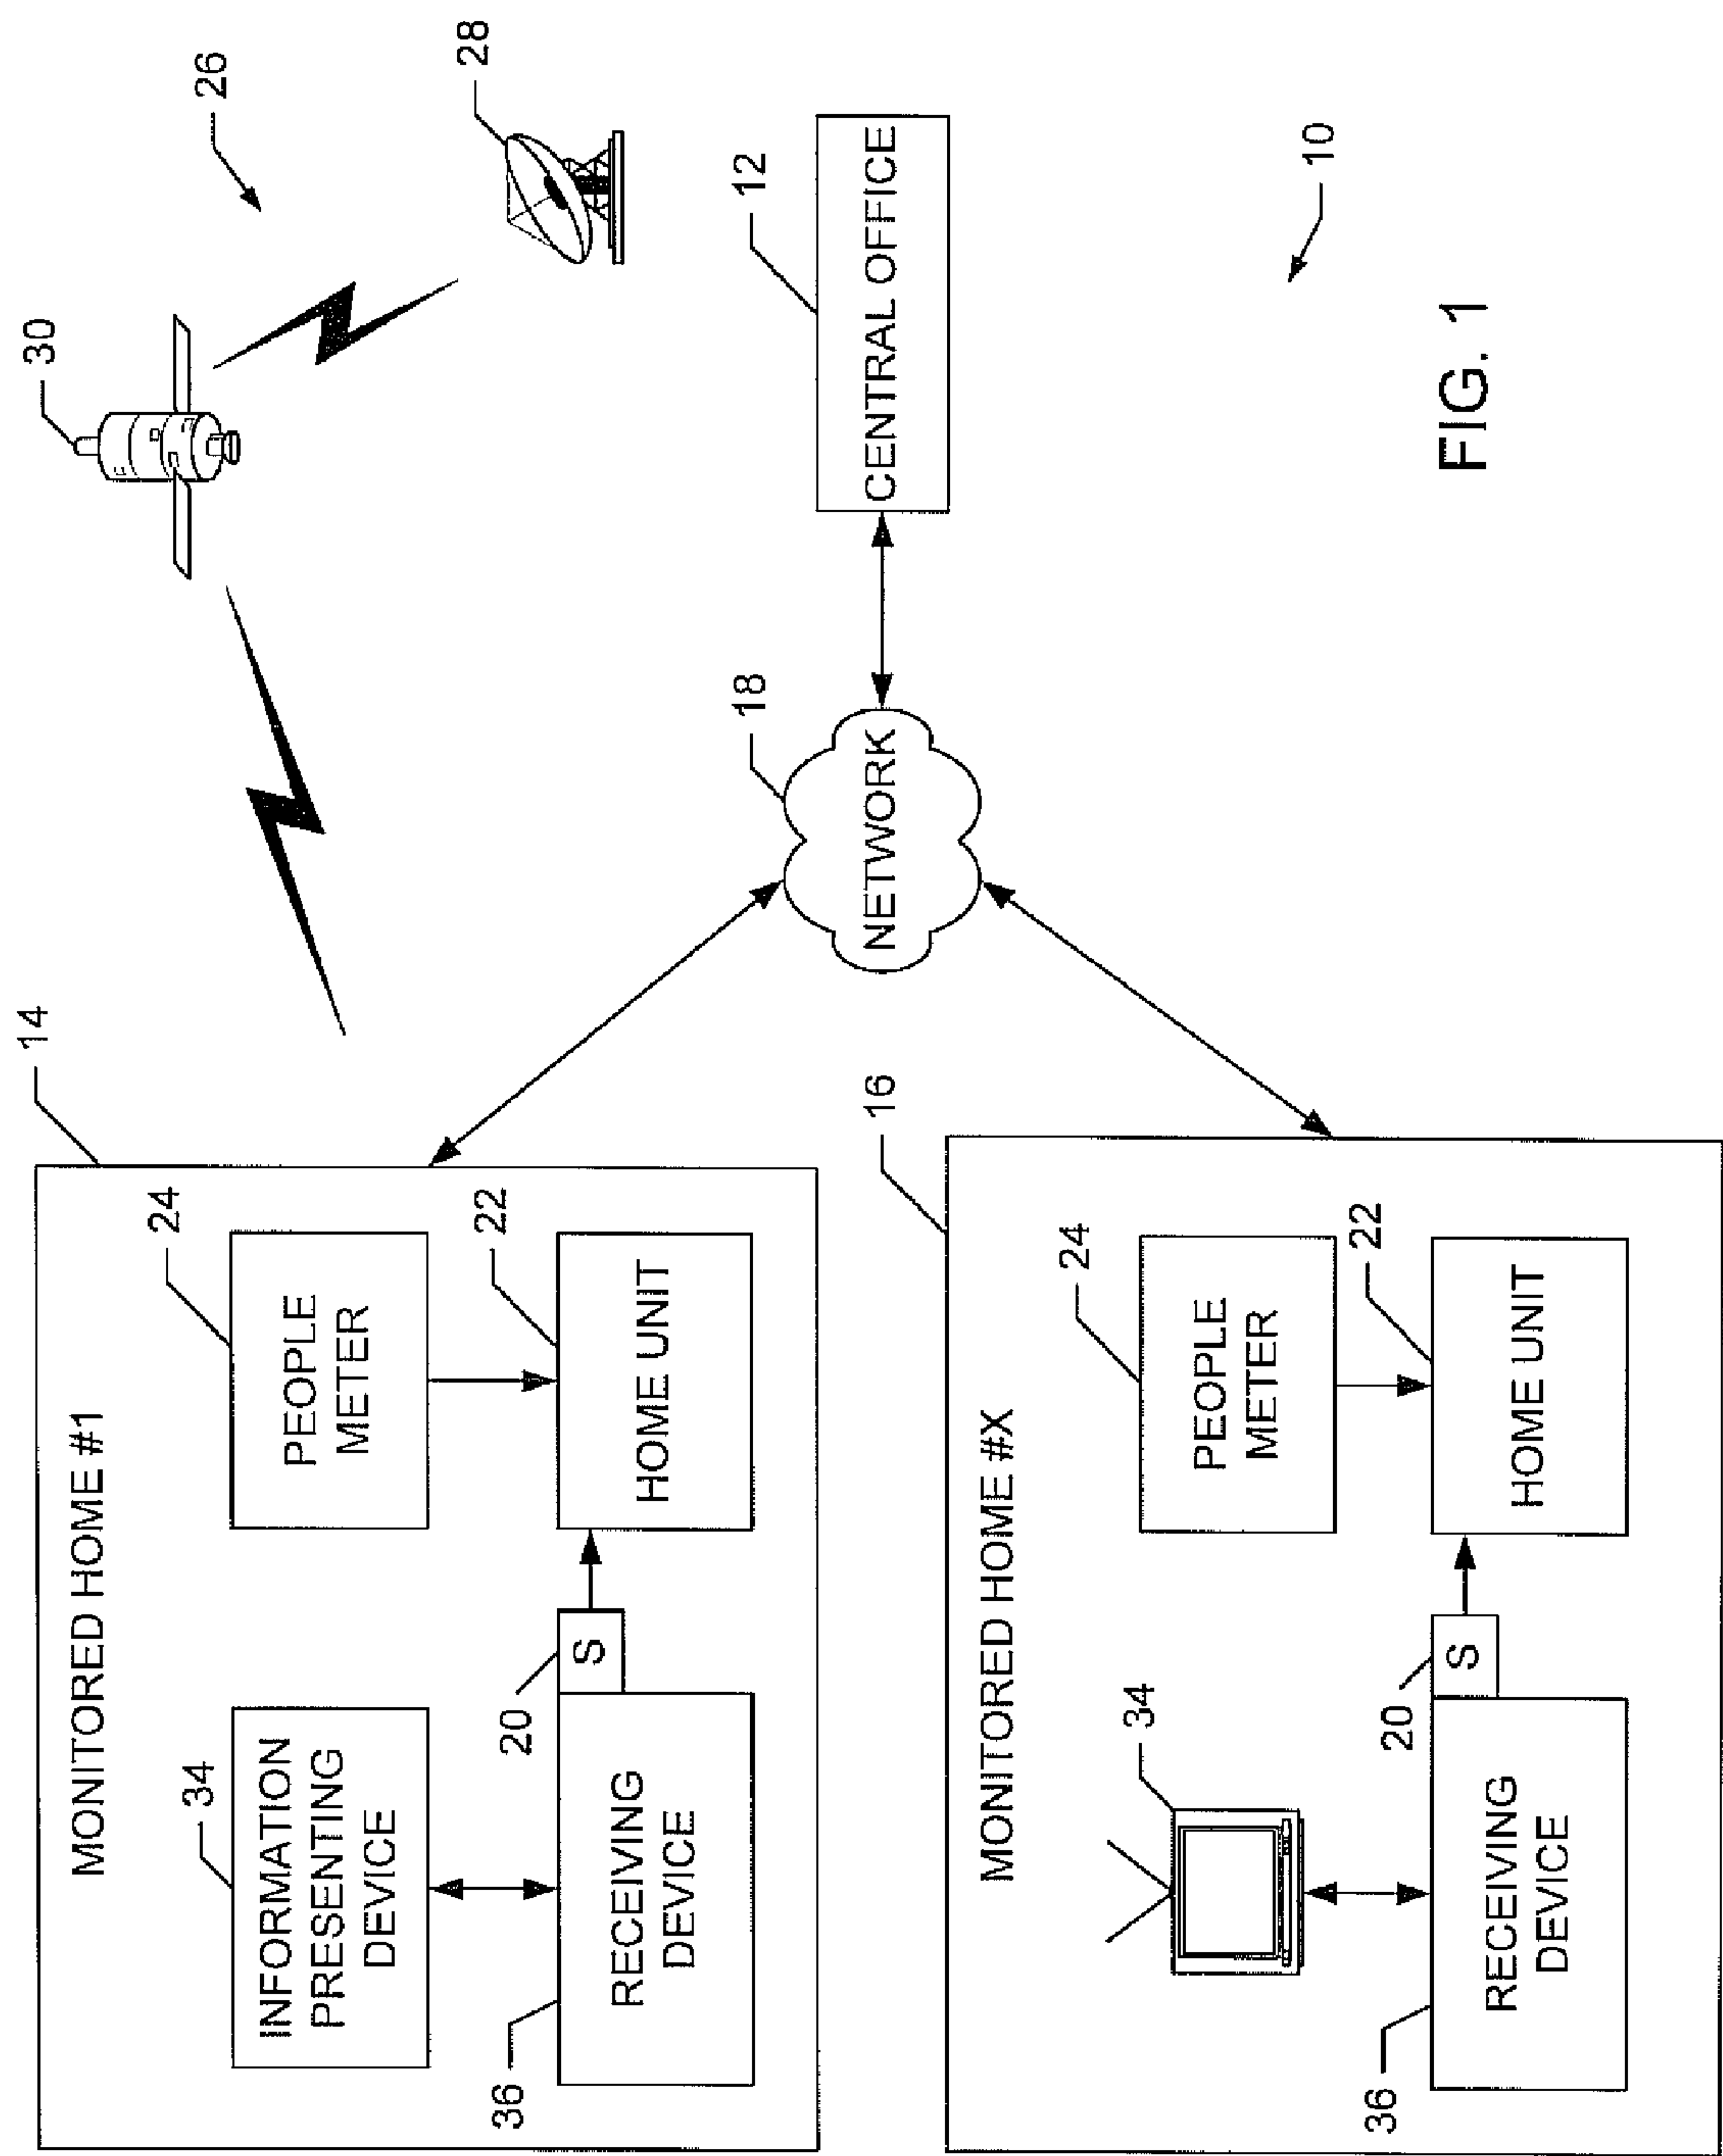 MONITORED HOME #1
14
INFORMATION
PRESENTING
DEVICE
34
PEOPLE
METER
24
RECEIVING
DEVICE
36
S
20
HOME UNIT
22
30
26
28
NETWORK
18
CENTRAL OFFICE
12
MONITORED HOME #X
16
34
PEOPLE
METER
24
RECEIVING
DEVICE
36
S
20
HOME UNIT
22
10
FIG. 1